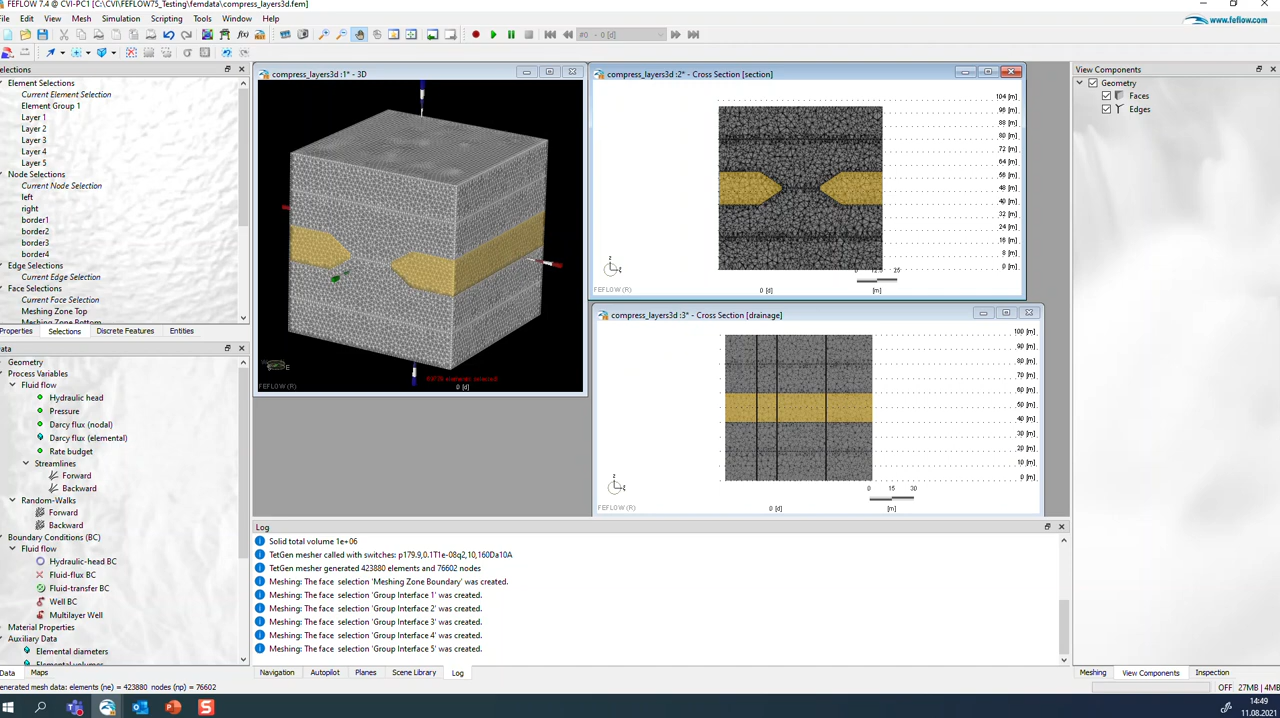 FEFLOW 7.4 @ CVI-PC1 [C:\CVI\FEFLOW75_Testing\femdata\compress_layers3d.fem]
File Edit View Mesh Simulation Scripting Tools Window Help
www.feflow.com
f(x)
#0 - 0 [d]
Selections
Element Selections
Current Element Selection
Element Group 1
Layer 1
Layer 2
Layer 3
Layer 4
Layer 5
Node Selections
Current Node Selection
left
right
border1
border2
border3
border4
Edge Selections
Current Edge Selection
Face Selections
Current Face Selection
Meshing Zone Top
Meshing Zone Bottom
Properties Selections Discrete Features Entities
Data
Geometry
Process Variables
Fluid flow
Hydraulic head
Pressure
Darcy flux (nodal)
Darcy flux (elemental)
Rate budget
Streamlines
Forward
Backward
Random-Walks
Forward
Backward
Boundary Conditions (BC)
Fluid flow
Hydraulic-head BC
Fluid-flux BC
Fluid-transfer BC
Well BC
Multilayer Well
Material Properties
Auxiliary Data
Elemental diameters
Elemental volumes
Data Maps
compress_layers3d :1* - 3D
E
FEFLOW (R)
0 [d]
compress_layers3d :2* - Cross Section [section]
104 [m]
96 [m]
88 [m]
80 [m]
72 [m]
64 [m]
56 [m]
48 [m]
40 [m]
32 [m]
24 [m]
16 [m]
8 [m]
0 [m]
z
0 12.5 25
FEFLOW (R)
0 [d]
[m]
compress_layers3d :3* - Cross Section [drainage]
100 [m]
90 [m]
80 [m]
70 [m]
60 [m]
50 [m]
40 [m]
30 [m]
20 [m]
10 [m]
0 [m]
z
0 15 30
FEFLOW (R)
0 [d]
[m]
Log
Solid total volume 1e+06
TetGen mesher called with switches: p179.9,0.1T1e-08q2,10,160Da10A
TetGen mesher generated 423880 elements and 76602 nodes
Meshing: The face selection 'Meshing Zone Boundary' was created.
Meshing: The face selection 'Group Interface 1' was created.
Meshing: The face selection 'Group Interface 2' was created.
Meshing: The face selection 'Group Interface 3' was created.
Meshing: The face selection 'Group Interface 4' was created.
Meshing: The face selection 'Group Interface 5' was created.
Navigation Autopilot Planes Scene Library Log
View Components
Geometry
Faces
Edges
Meshing View Components Inspection
enerated mesh data: elements (ne) = 423880 nodes (np) = 76602
OFF 27MB | 4MB
14:49
11.08.2021